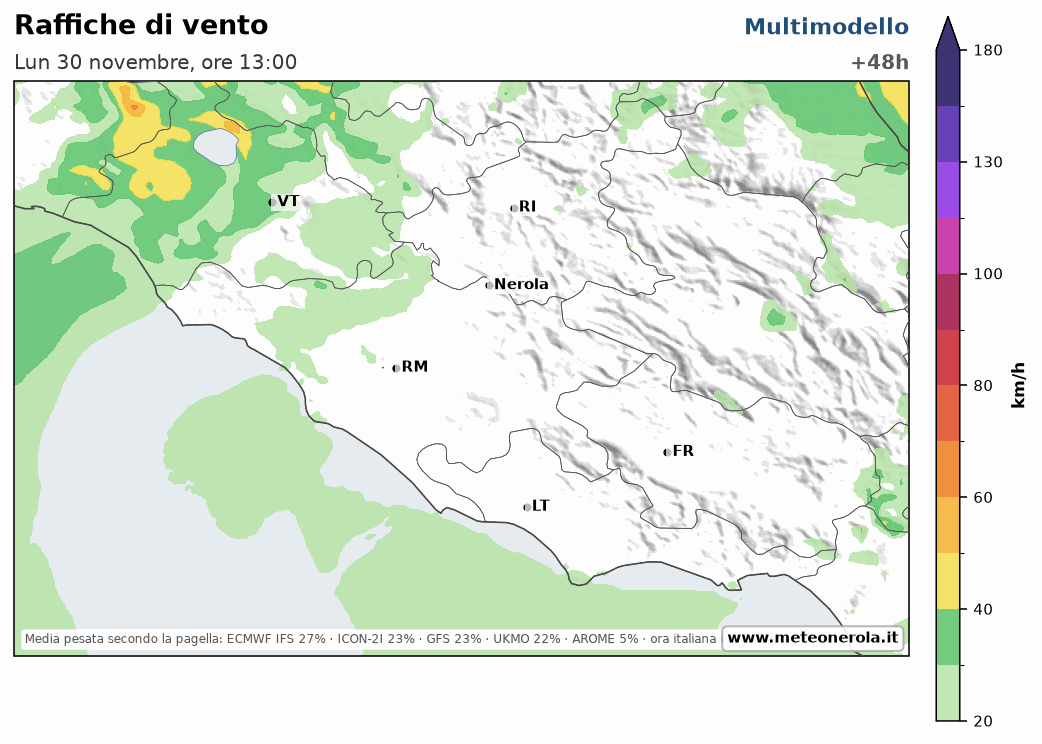 Raffiche di vento
Multimodello
Lun 30 novembre, ore 13:00
+48h
VT
RI
Nerola
RM
FR
LT
Media pesata secondo la pagella: ECMWF IFS 27% · ICON-2I 23% · GFS 23% · UKMO 22% · AROME 5% · ora italiana
www.meteonerola.it
180
130
100
80
60
40
20
km/h